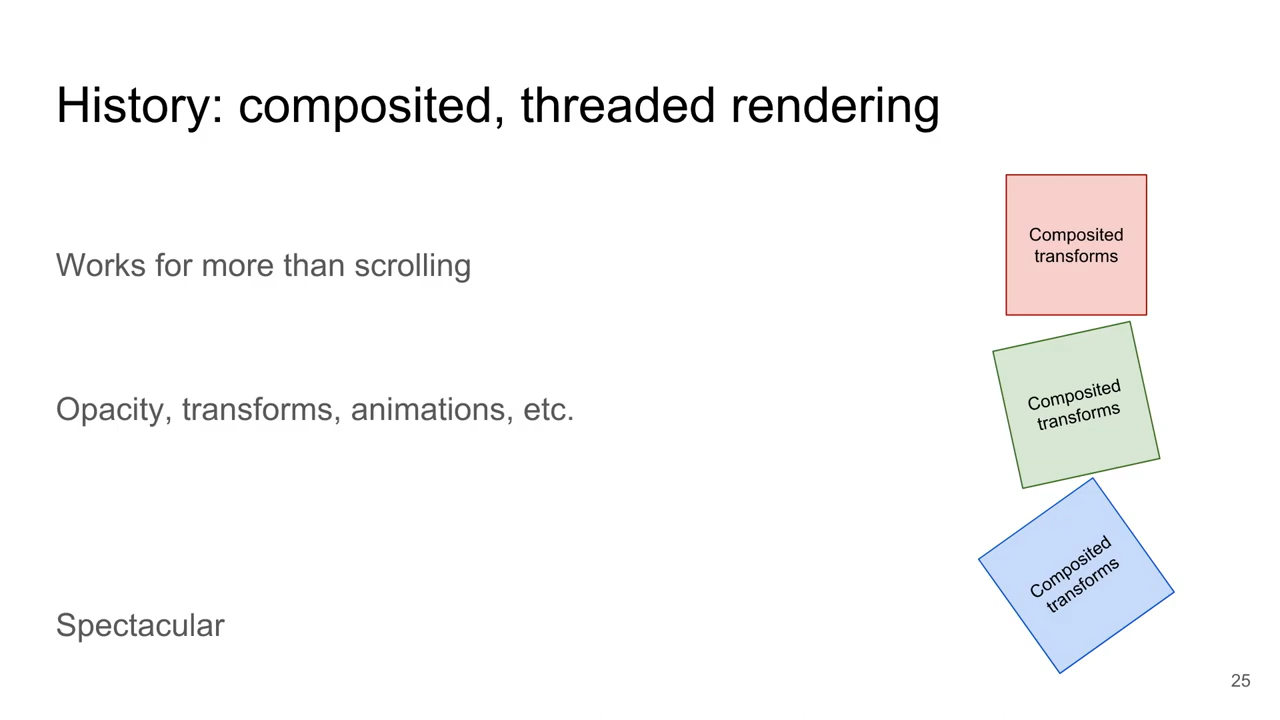 History: composited, threaded rendering
Works for more than scrolling
Opacity, transforms, animations, etc.
Spectacular
Composited
transforms
Composited
transforms
Composited
transforms
25